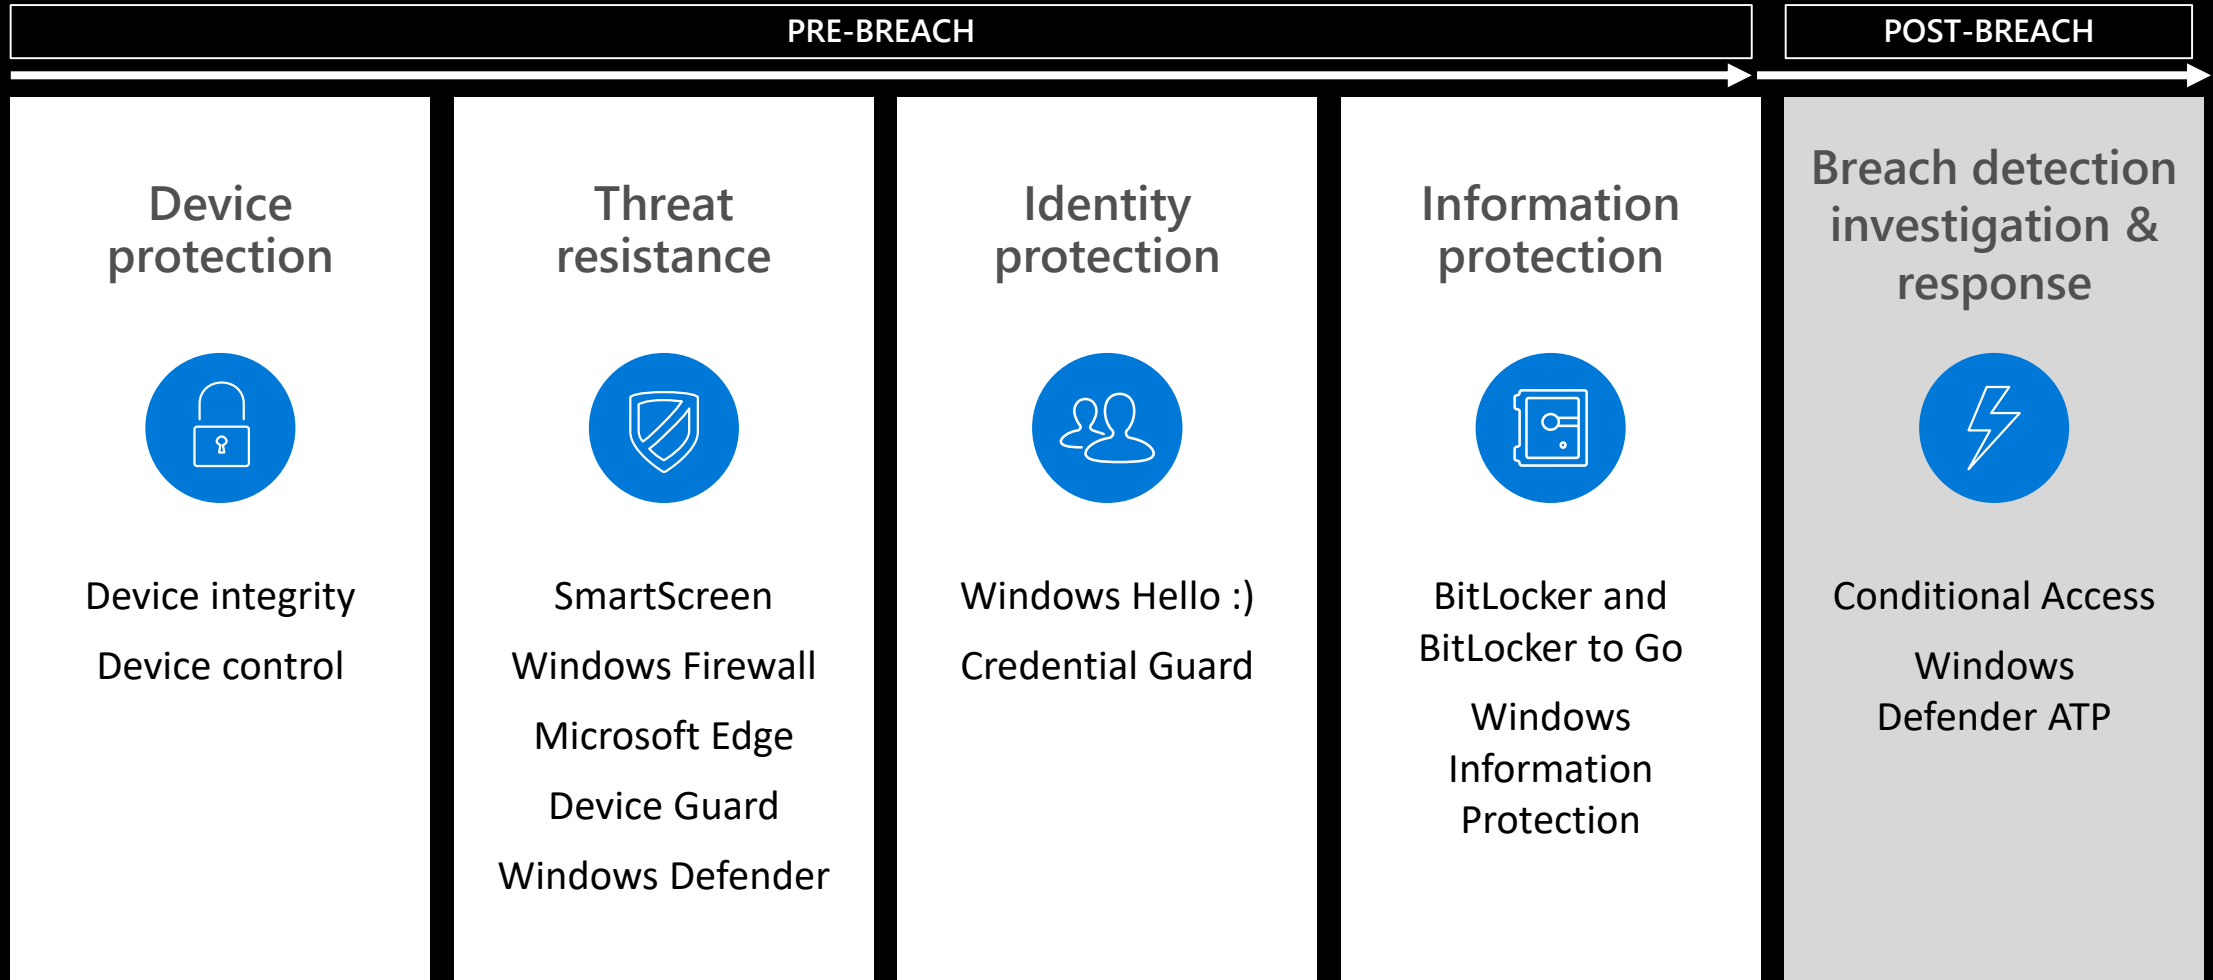 PRE-BREACH
POST-BREACH
Device
protection
Device integrity
Device control
Threat
resistance
SmartScreen
Windows Firewall
Microsoft Edge
Device Guard
Windows Defender
Identity
protection
Windows Hello :)
Credential Guard
Information
protection
BitLocker and
BitLocker to Go
Windows
Information
Protection
Breach detection
investigation &
response
Conditional Access
Windows
Defender ATP